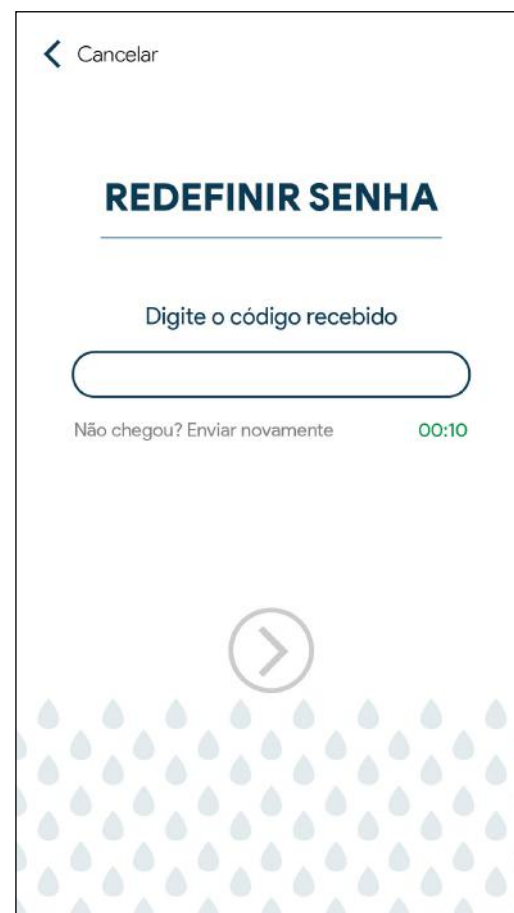 Cancelar
REDEFINIR SENHA
Digite o código recebido
Não chegou? Enviar novamente 00:10